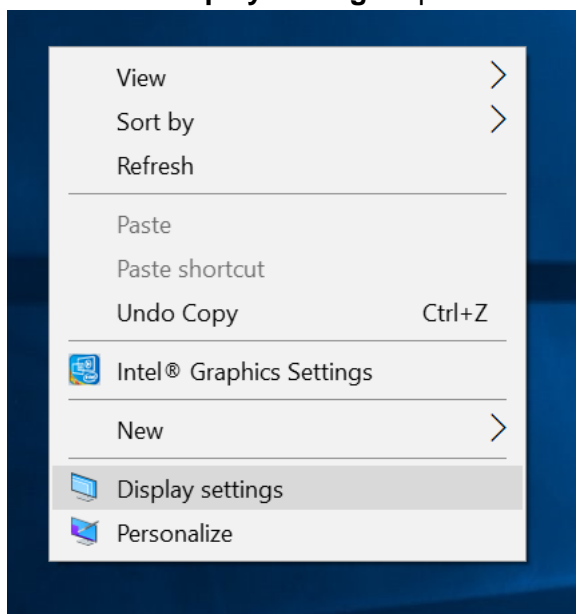 View
Sort by
Refresh
Paste
Paste shortcut
Undo Copy Ctrl+Z
Intel® Graphics Settings
New
Display settings
Personalize